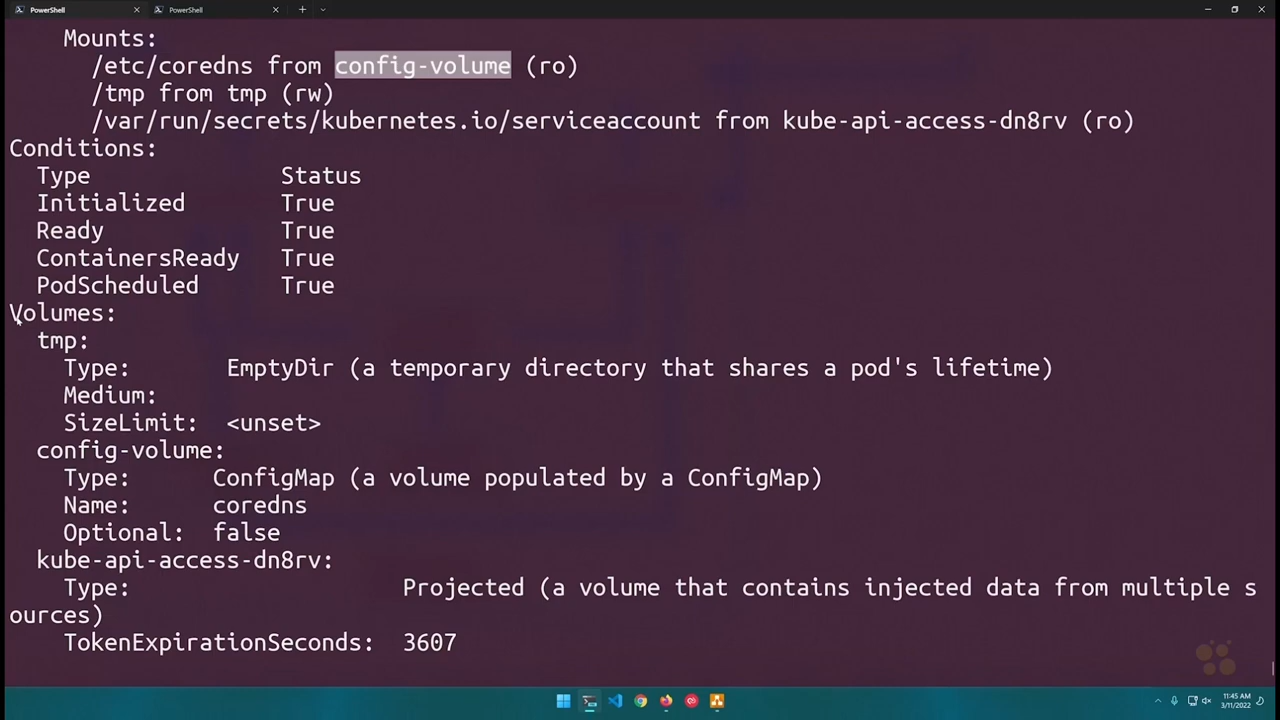 PowerShell
PowerShell
Mounts:
/etc/coredns from config-volume (ro)
/tmp from tmp (rw)
/var/run/secrets/kubernetes.io/serviceaccount from kube-api-access-dn8rv (ro)
Conditions:
Type Status
Initialized True
Ready True
ContainersReady True
PodScheduled True
Volumes:
tmp:
Type: EmptyDir (a temporary directory that shares a pod's lifetime)
Medium:
SizeLimit: <unset>
config-volume:
Type: ConfigMap (a volume populated by a ConfigMap)
Name: coredns
Optional: false
kube-api-access-dn8rv:
Type: Projected (a volume that contains injected data from multiple s
ources)
TokenExpirationSeconds: 3607
11:45 AM
3/11/2022